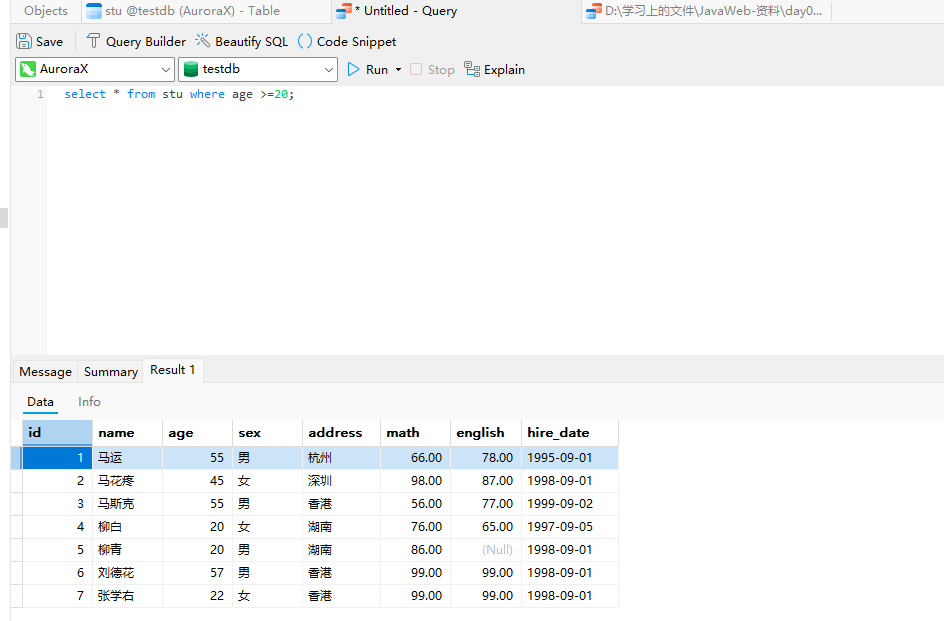 Objects stu @testdb (AuroraX) - Table * Untitled - Query D:\学习上的文件\JavaWeb-资料\day0...
Save Query Builder Beautify SQL () Code Snippet
AuroraX testdb Run Stop Explain
1 select * from stu where age >=20;
Message Summary Result 1
Data Info
id name age sex address math english hire_date
1 马运 55 男 杭州 66.00 78.00 1995-09-01
2 马花疼 45 女 深圳 98.00 87.00 1998-09-01
3 马斯克 55 男 香港 56.00 77.00 1999-09-02
4 柳白 20 女 湖南 76.00 65.00 1997-09-05
5 柳青 20 男 湖南 86.00 (Null) 1998-09-01
6 刘德花 57 男 香港 99.00 99.00 1998-09-01
7 张学右 22 女 香港 99.00 99.00 1998-09-01